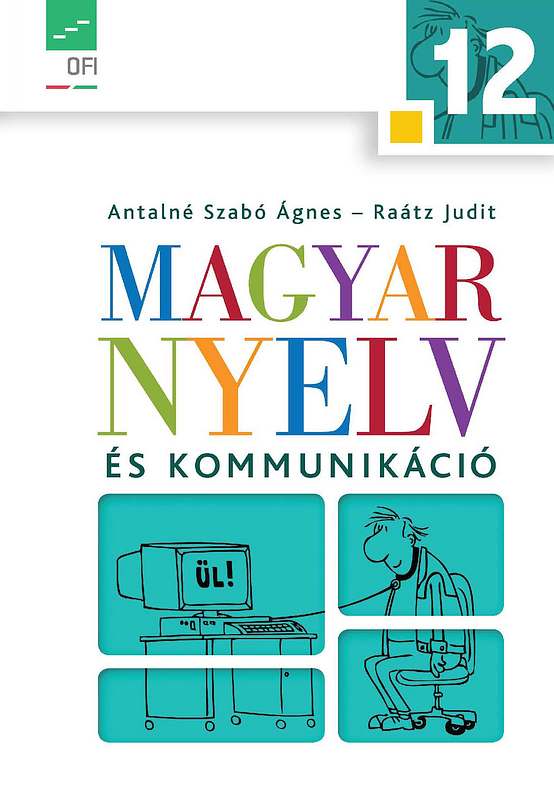 OFI
12
Antalné Szabó Ágnes – Raátz Judit
MAGYAR
NYELV
ÉS KOMMUNIKÁCIÓ
ÜL!